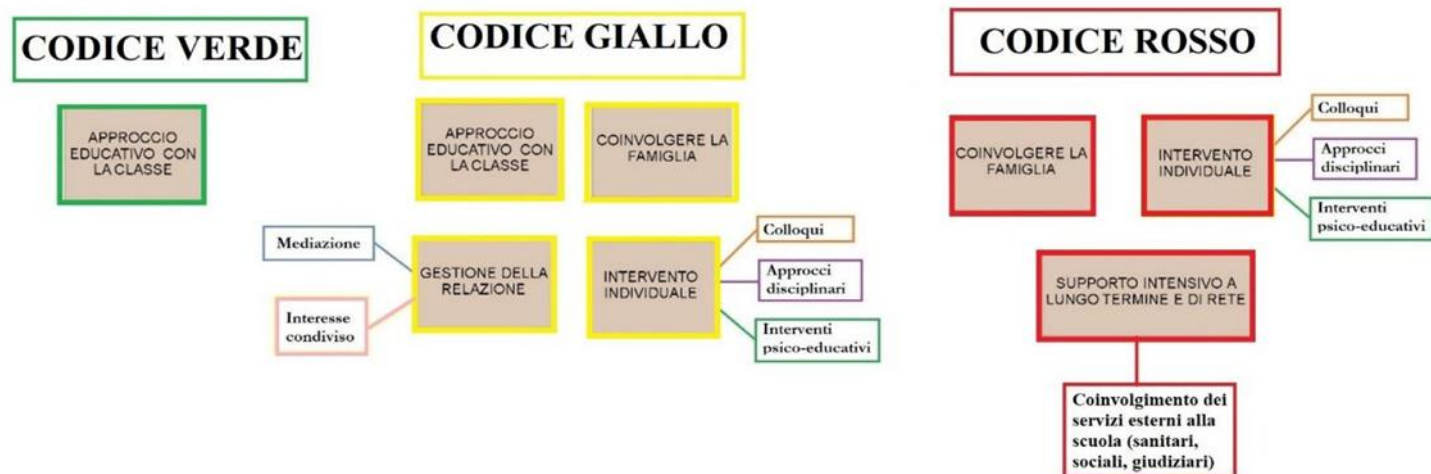 CODICE VERDE
APPROCCIO
EDUCATIVO CON
LA CLASSE
CODICE GIALLO
APPROCCIO
EDUCATIVO CON
LA CLASSE
COINVOLGERE LA
FAMIGLIA
Mediazione
Interesse
condiviso
GESTIONE DELLA
RELAZIONE
INTERVENTO
INDIVIDUALE
Colloqui
Approcci
disciplinari
Interventi
psico-educativi
CODICE ROSSO
COINVOLGERE LA
FAMIGLIA
INTERVENTO
INDIVIDUALE
Colloqui
Approcci
disciplinari
Interventi
psico-educativi
SUPPORTO INTENSIVO A
LUNGO TERMINE E DI RETE
Coinvolgimento dei
servizi esterni alla
scuola (sanitari,
sociali, giudiziari)